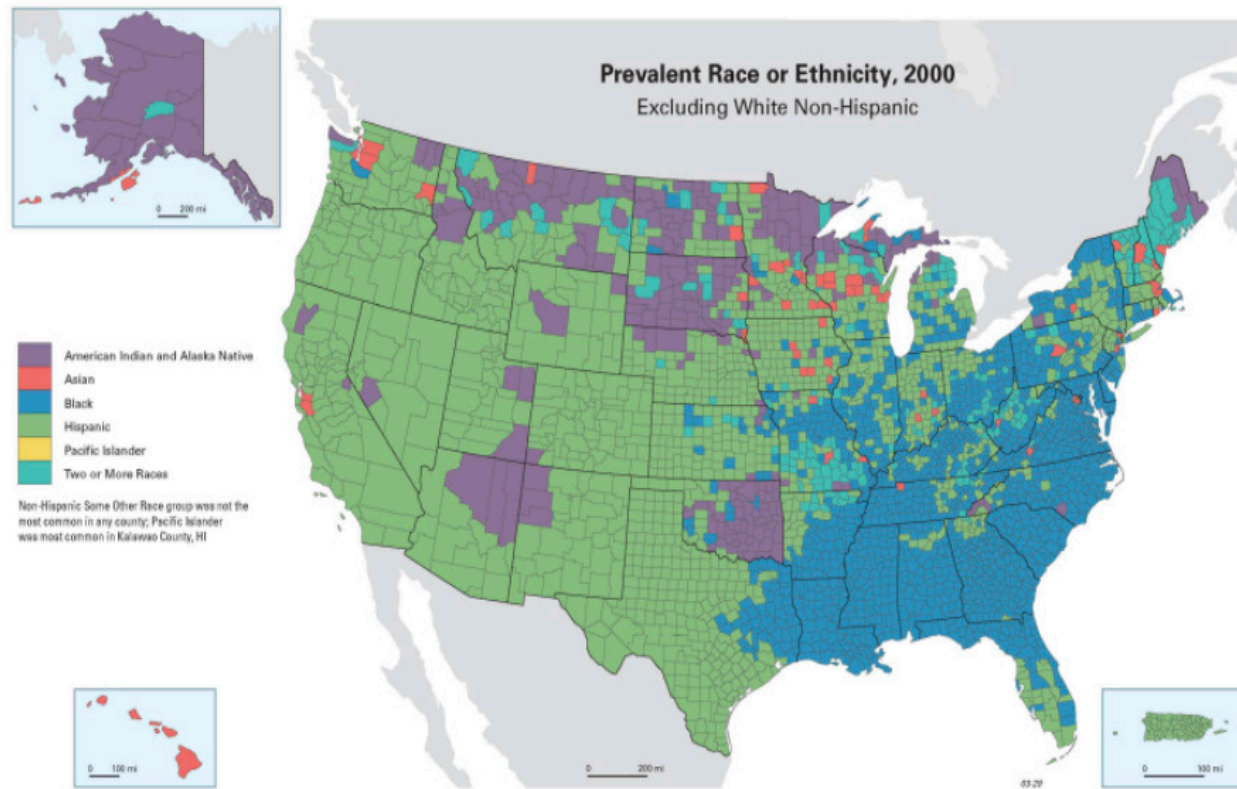 Prevalent Race or Ethnicity, 2000
Excluding White Non-Hispanic
0 200 mi
American Indian and Alaska Native
Asian
Black
Hispanic
Pacific Islander
Two or More Races
Non-Hispanic Some Other Race group was not the
most common in any county; Pacific Islander
was most common in Kalawao County, HI
0 100 mi
0 200 mi
0 100 mi
03-20